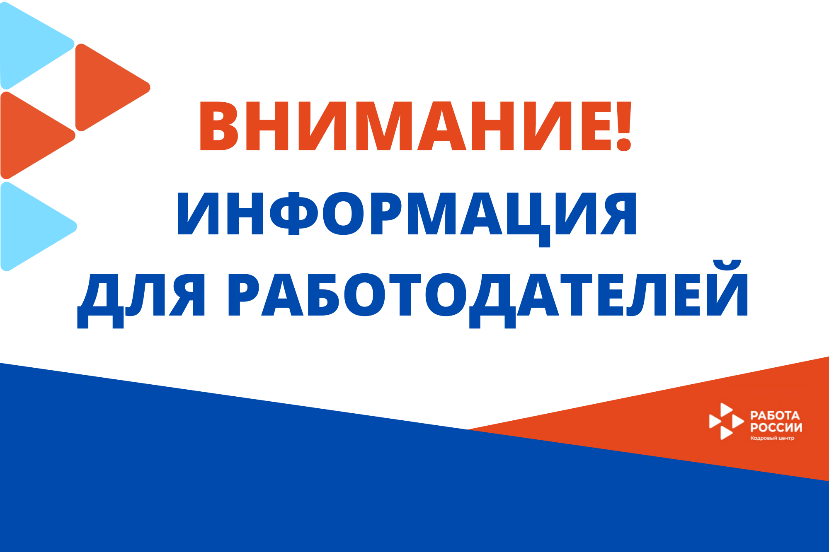 ВНИМАНИЕ!
ИНФОРМАЦИЯ
ДЛЯ РАБОТОДАТЕЛЕЙ
РАБОТА
РОССИИ
Кадровый центр